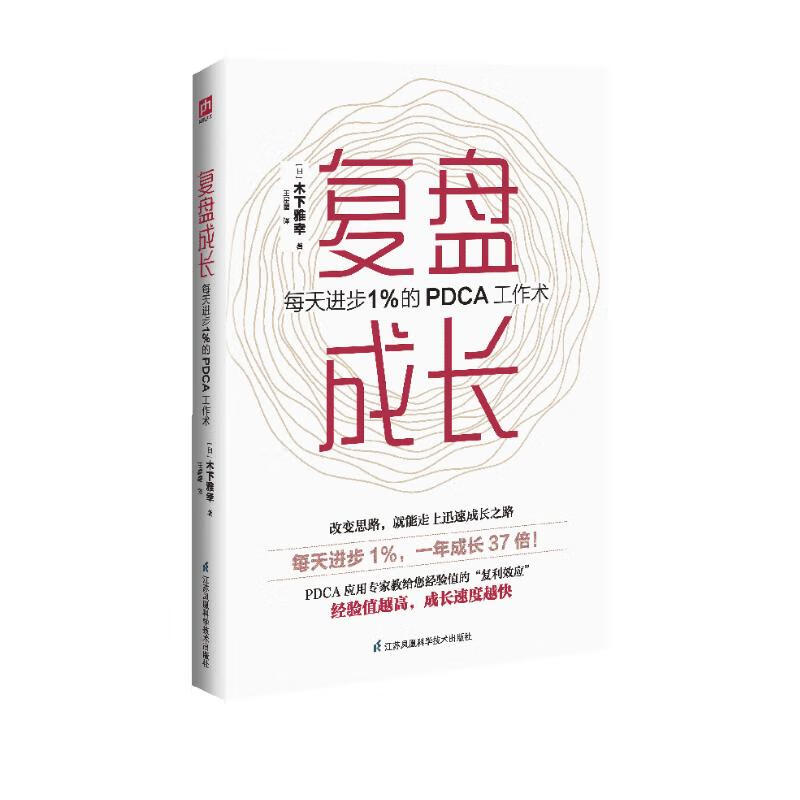 复盘
成长
每天进步1%的PDCA工作术
[日]木下雅幸 著
译
改变思路，就能走上迅速成长之路
每天进步1%，一年成长37倍！
PDCA应用专家教给您经验值的“复利效应”
经验值越高，成长速度越快
江苏凤凰科学技术出版社
复盘成长
每天进步1%的PDCA工作术
[日]木下雅幸 著
江苏凤凰科学技术出版社